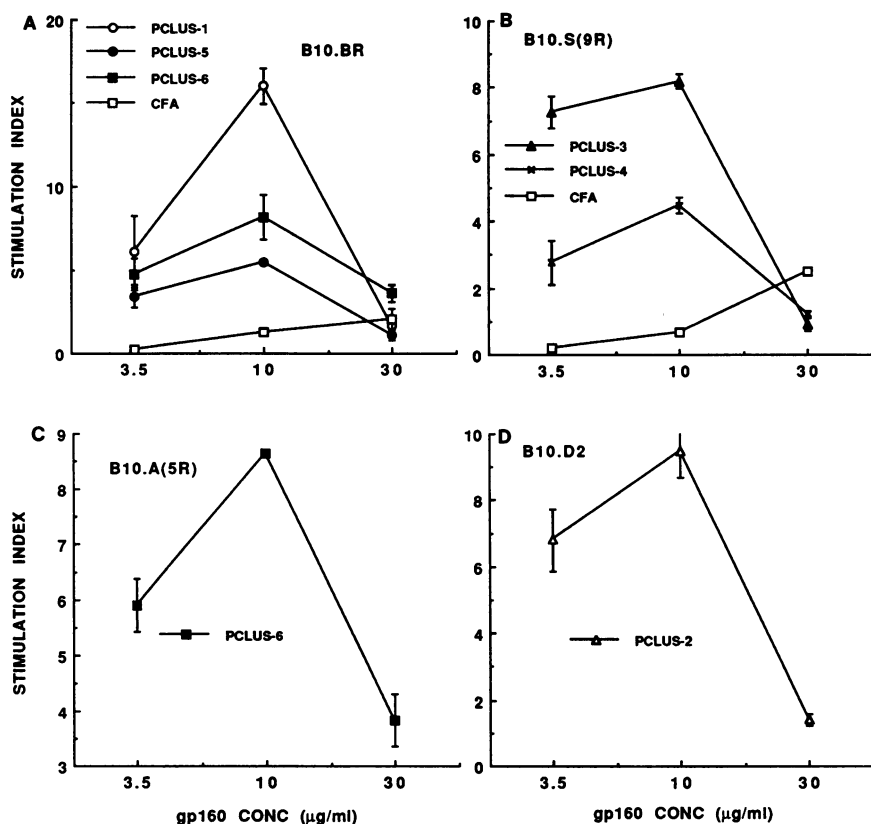 A
B10.BR
PCLUS-1
PCLUS-5
PCLUS-6
CFA
20
10
0
STIMULATION INDEX
3.5
10
30
B
B10.S(9R)
PCLUS-3
PCLUS-4
CFA
10
8
6
4
2
0
3.5
10
30
C
B10.A(5R)
PCLUS-6
9
8
7
6
5
4
3
STIMULATION INDEX
3.5
10
30
gp160 CONC (μg/ml)
D
B10.D2
PCLUS-2
10
8
6
4
2
0
3.5
10
30
gp160 CONC (μg/ml)